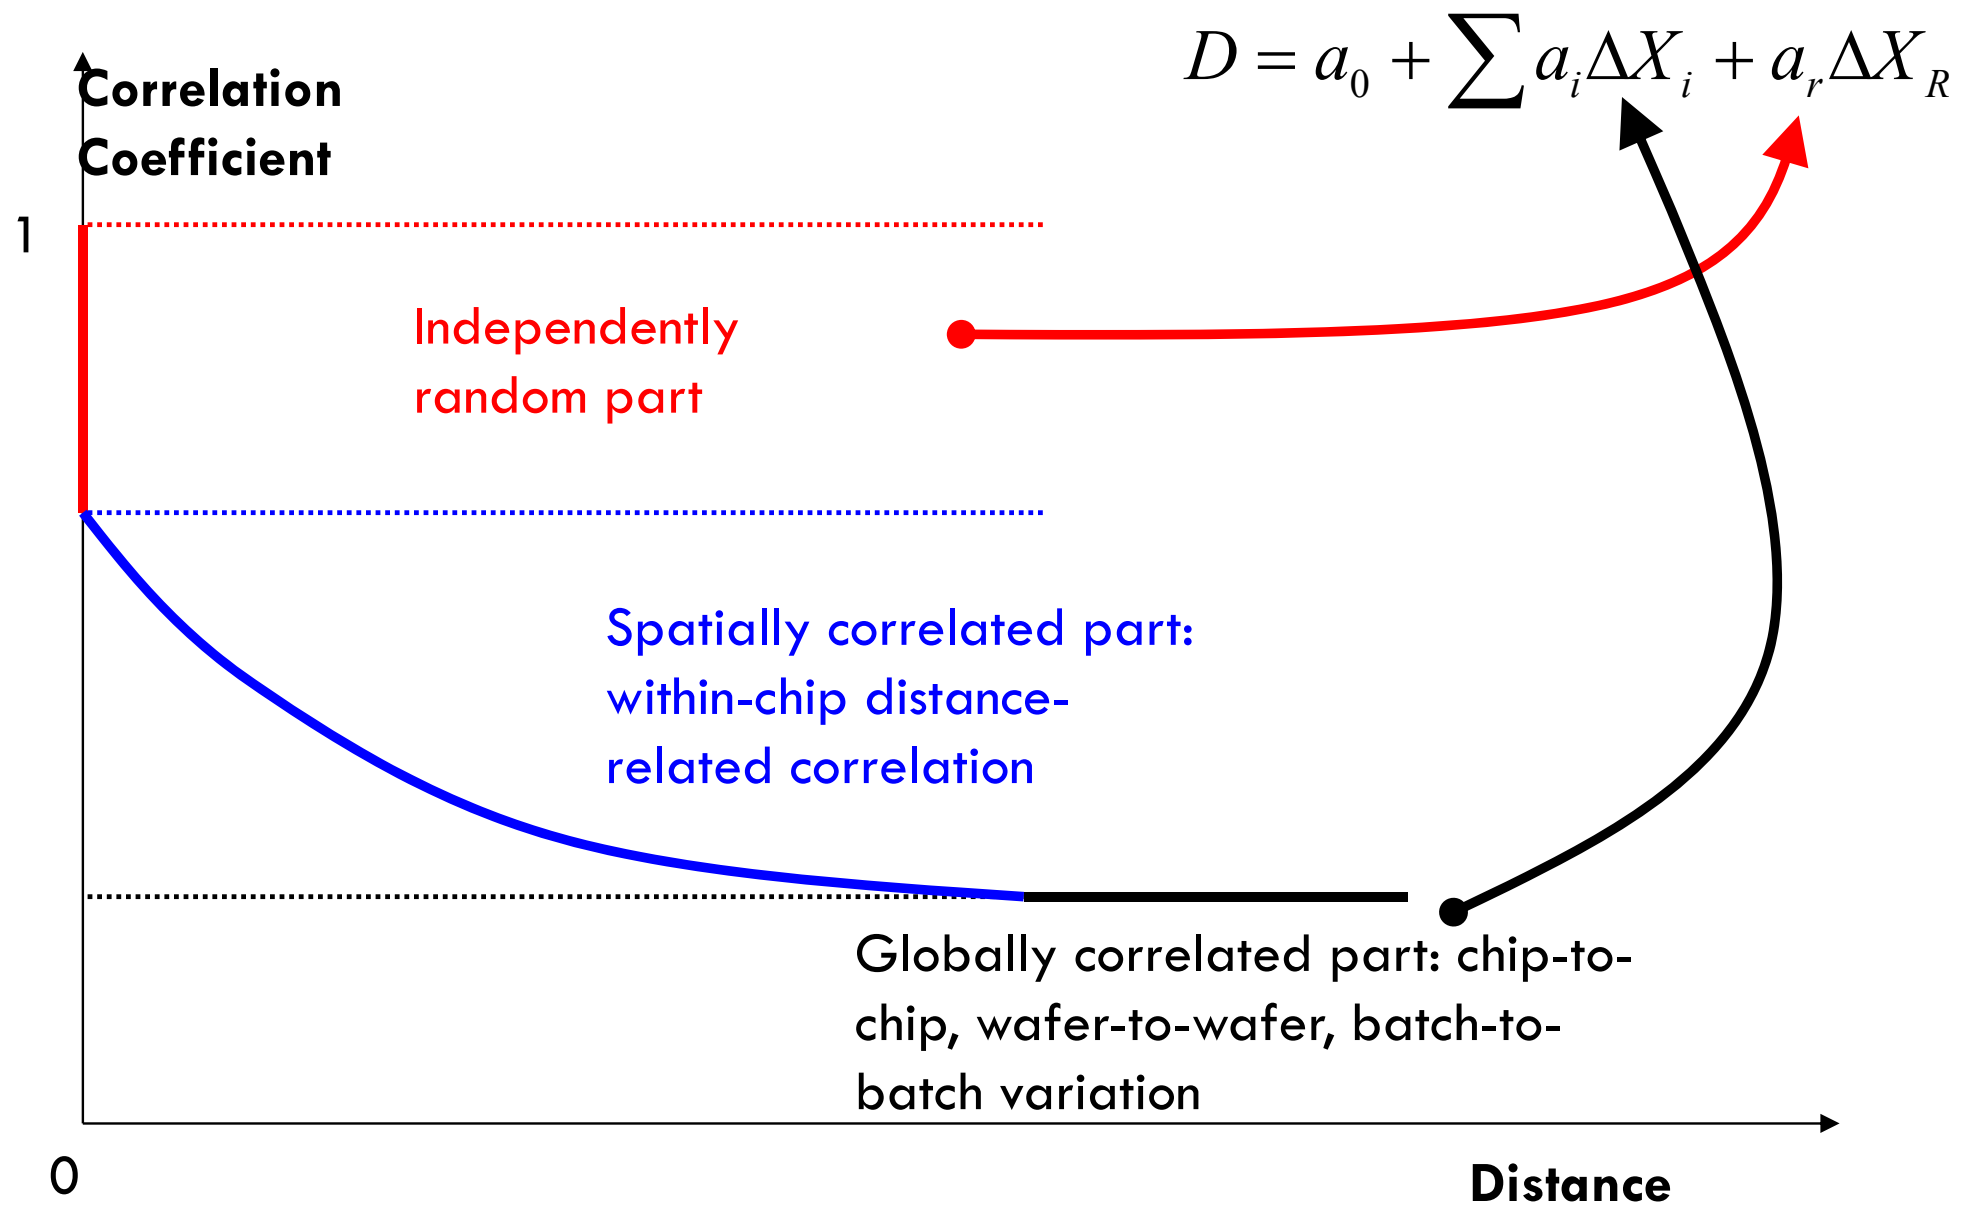 D = a₀ + ∑ aᵢΔXᵢ + aᵣΔX_R
Correlation
Coefficient
1
Independently
random part
Spatially correlated part:
within-chip distance-
related correlation
Globally correlated part: chip-to-
chip, wafer-to-wafer, batch-to-
batch variation
0
Distance